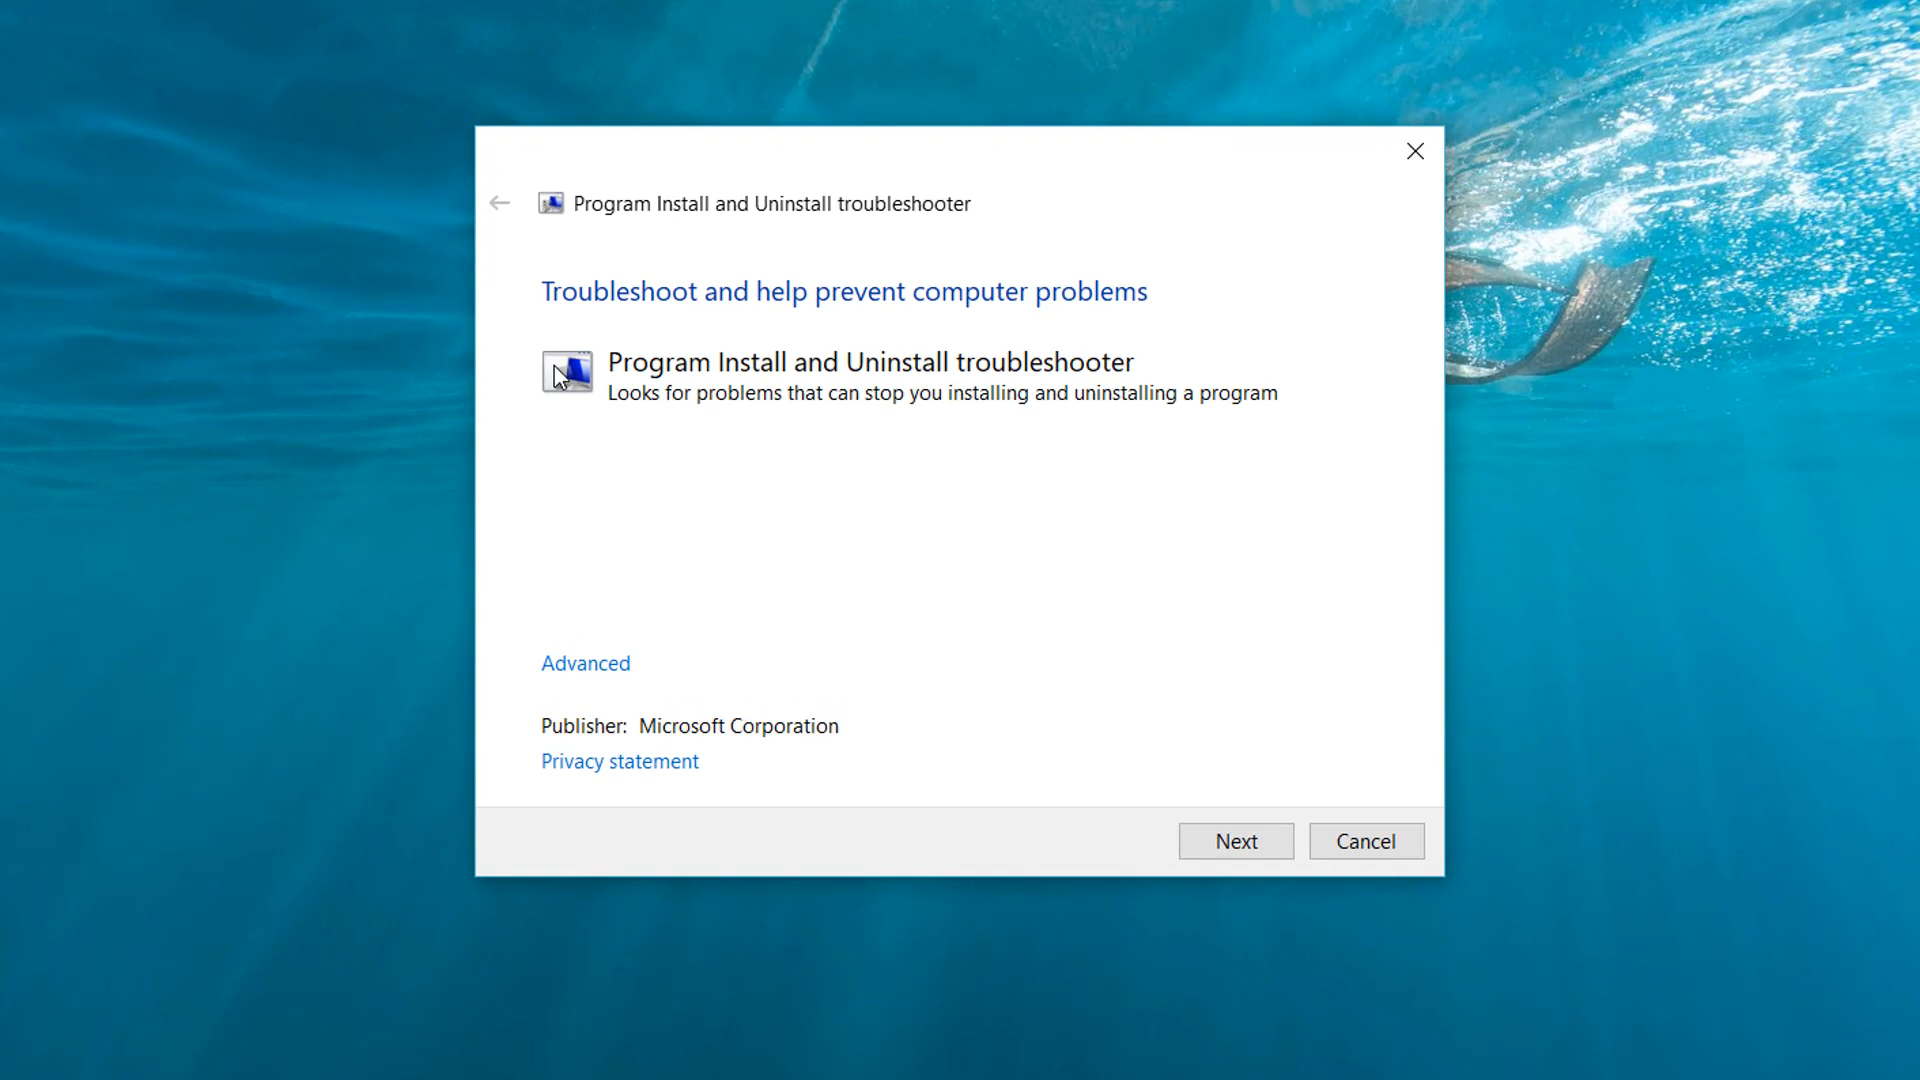 Program Install and Uninstall troubleshooter
Troubleshoot and help prevent computer problems
Program Install and Uninstall troubleshooter
Looks for problems that can stop you installing and uninstalling a program
Advanced
Publisher: Microsoft Corporation
Privacy statement
Next Cancel